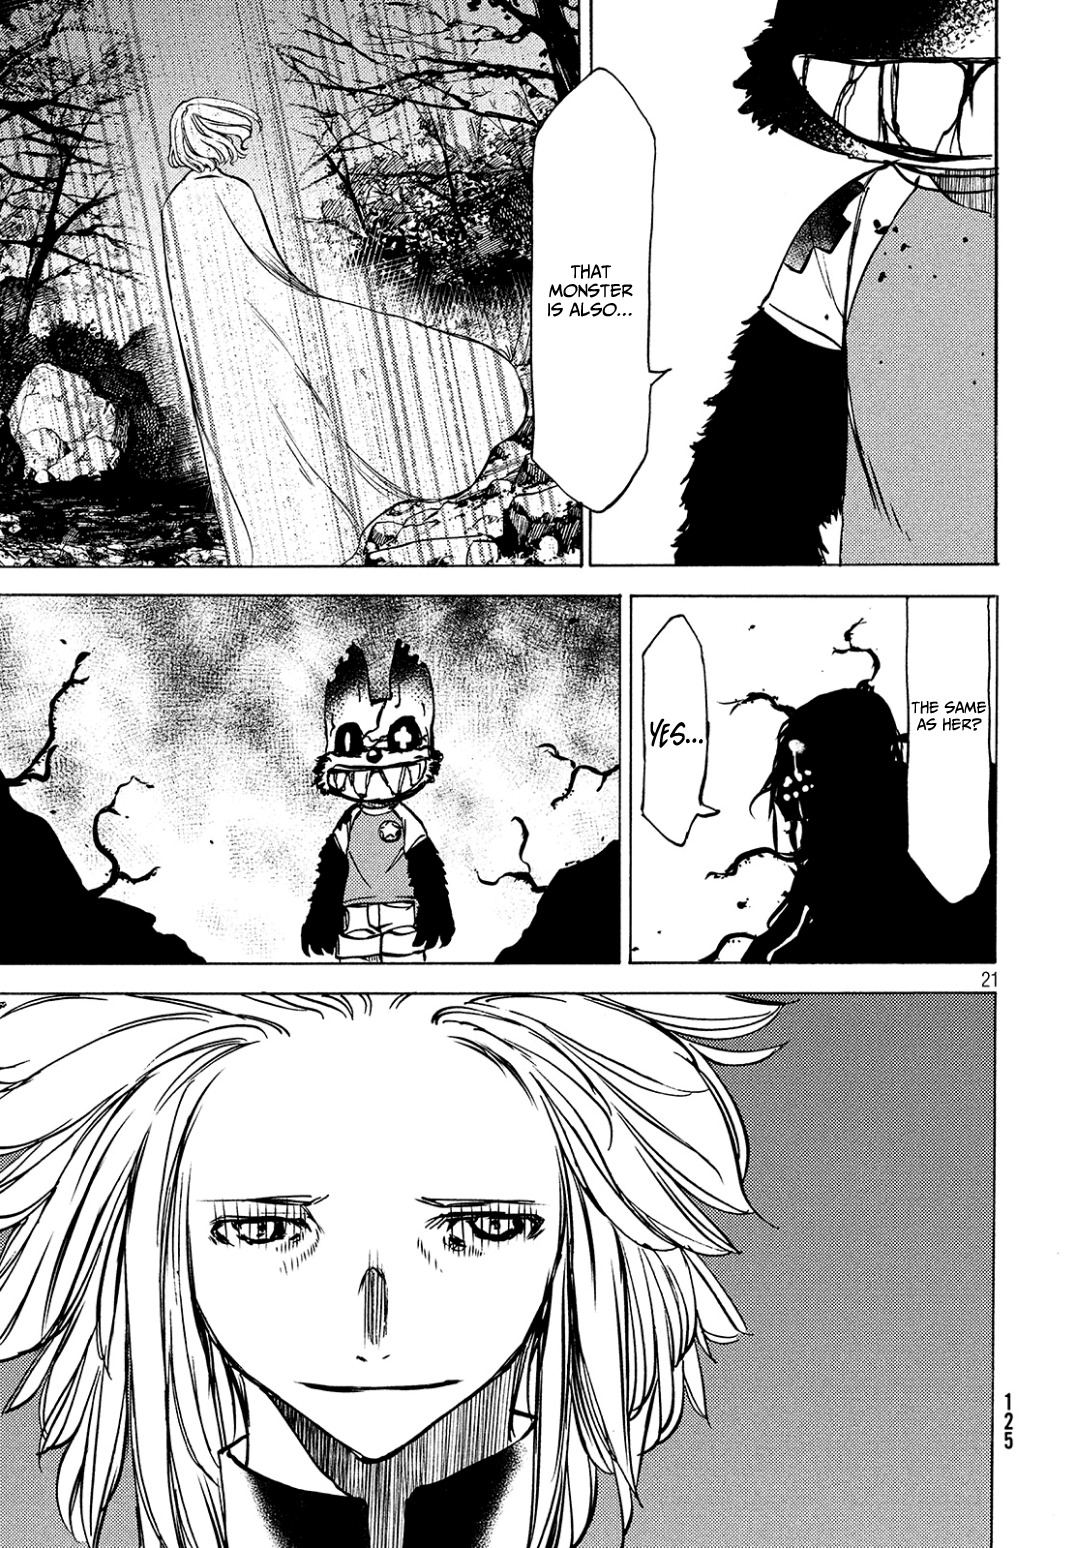 THAT
MONSTER
IS ALSO...
THE SAME
AS HER?
YES...
21
125